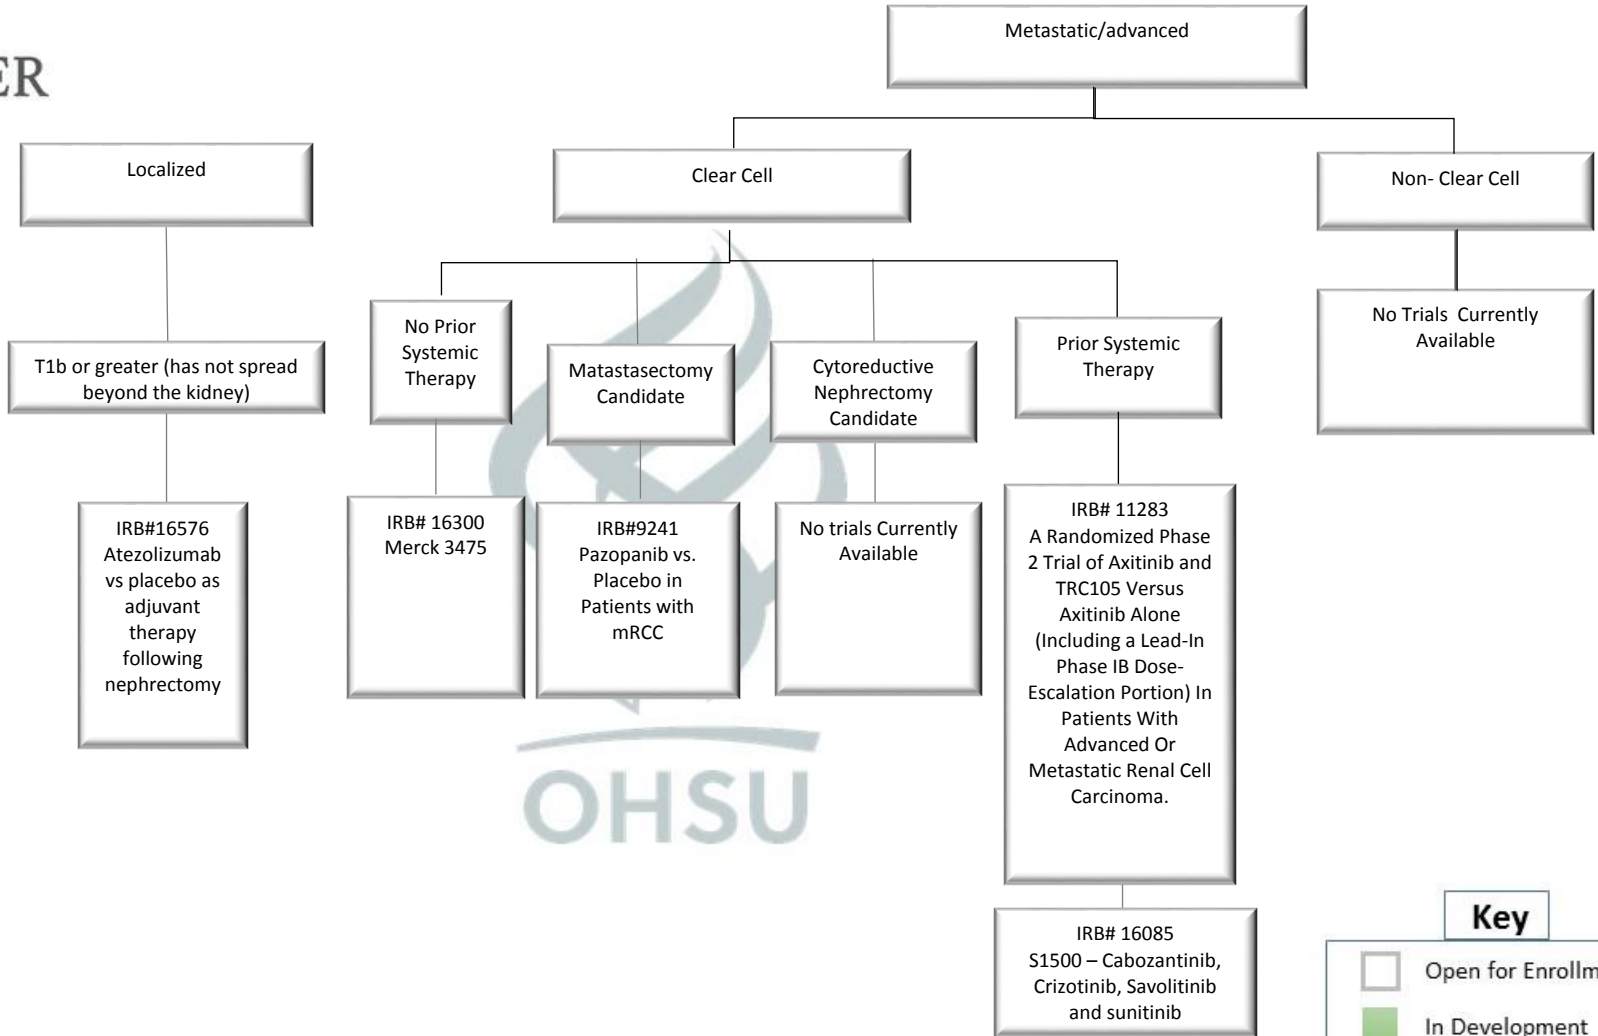 ER
Metastatic/advanced
Localized
Clear Cell
Non- Clear Cell
No Prior
Systemic
Therapy
Matastasectomy
Candidate
Cytoreductive
Nephrectomy
Candidate
Prior Systemic
Therapy
No Trials Currently
Available
T1b or greater (has not spread
beyond the kidney)
IRB#16576
Atezolizumab
vs placebo as
adjuvant
therapy
following
nephrectomy
IRB# 16300
Merck 3475
IRB#9241
Pazopanib vs.
Placebo in
Patients with
mRCC
No trials Currently
Available
IRB# 11283
A Randomized Phase
2 Trial of Axitinib and
TRC105 Versus
Axitinib Alone
(Including a Lead-In
Phase IB Dose-
Escalation Portion) In
Patients With
Advanced Or
Metastatic Renal Cell
Carcinoma.
OHSU
IRB# 16085
S1500 – Cabozantinib,
Crizotinib, Savolitinib
and sunitinib
Key
Open for Enrollm
In Development